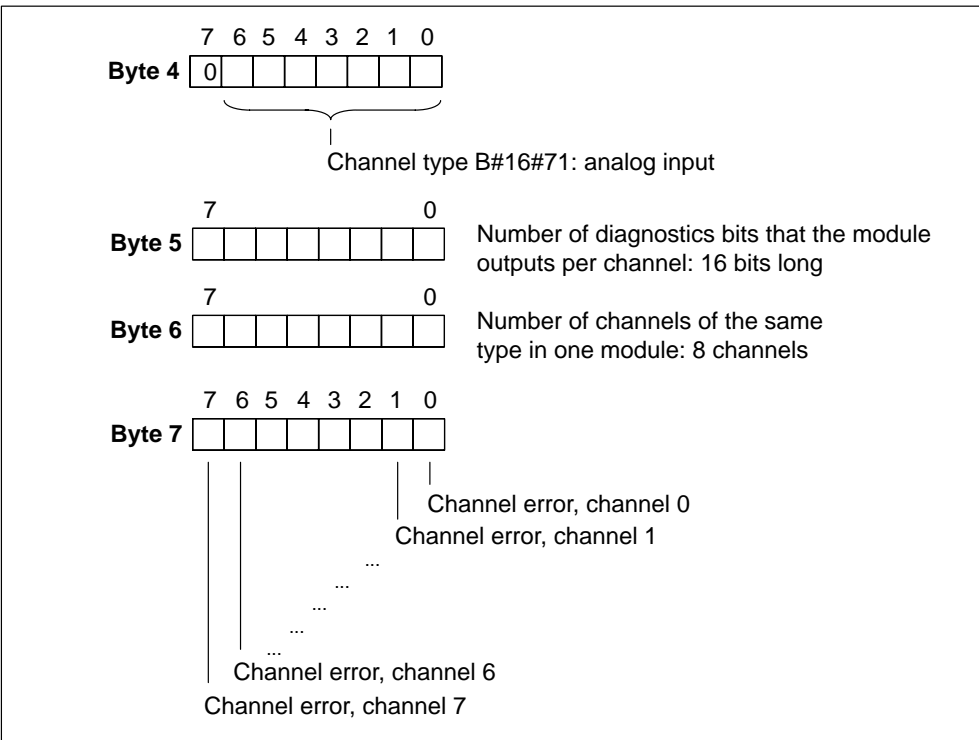 7 6 5 4 3 2 1 0
Byte 4 0
Channel type B#16#71: analog input
7 0
Byte 5
Number of diagnostics bits that the module
outputs per channel: 16 bits long
7 0
Byte 6
Number of channels of the same
type in one module: 8 channels
7 6 5 4 3 2 1 0
Byte 7
Channel error, channel 0
Channel error, channel 1
...
...
...
...
...
Channel error, channel 6
Channel error, channel 7